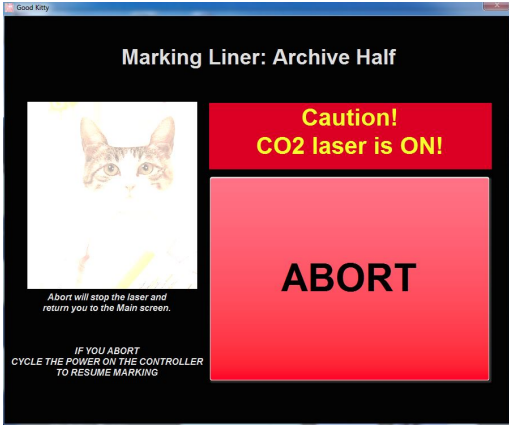 Good Kitty
Marking Liner: Archive Half
Caution!
CO2 laser is ON!
ABORT
Abort will stop the laser and
return you to the Main screen.
IF YOU ABORT
CYCLE THE POWER ON THE CONTROLLER
TO RESUME MARKING